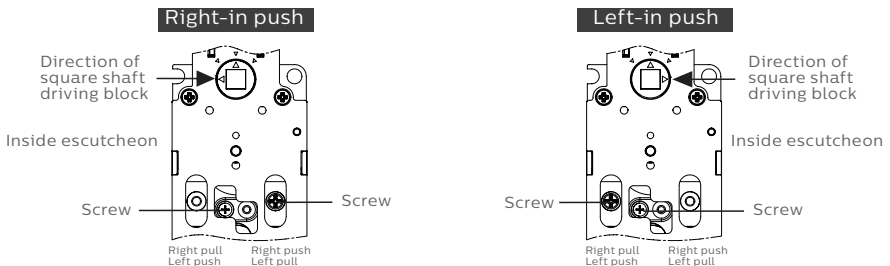 Right-in push
Direction of
square shaft
driving block
Inside escutcheon
Screw
Screw
Right pull
Left push
Right push
Left pull
Left-in push
Direction of
square shaft
driving block
Inside escutcheon
Screw
Screw
Right pull
Left push
Right push
Left pull